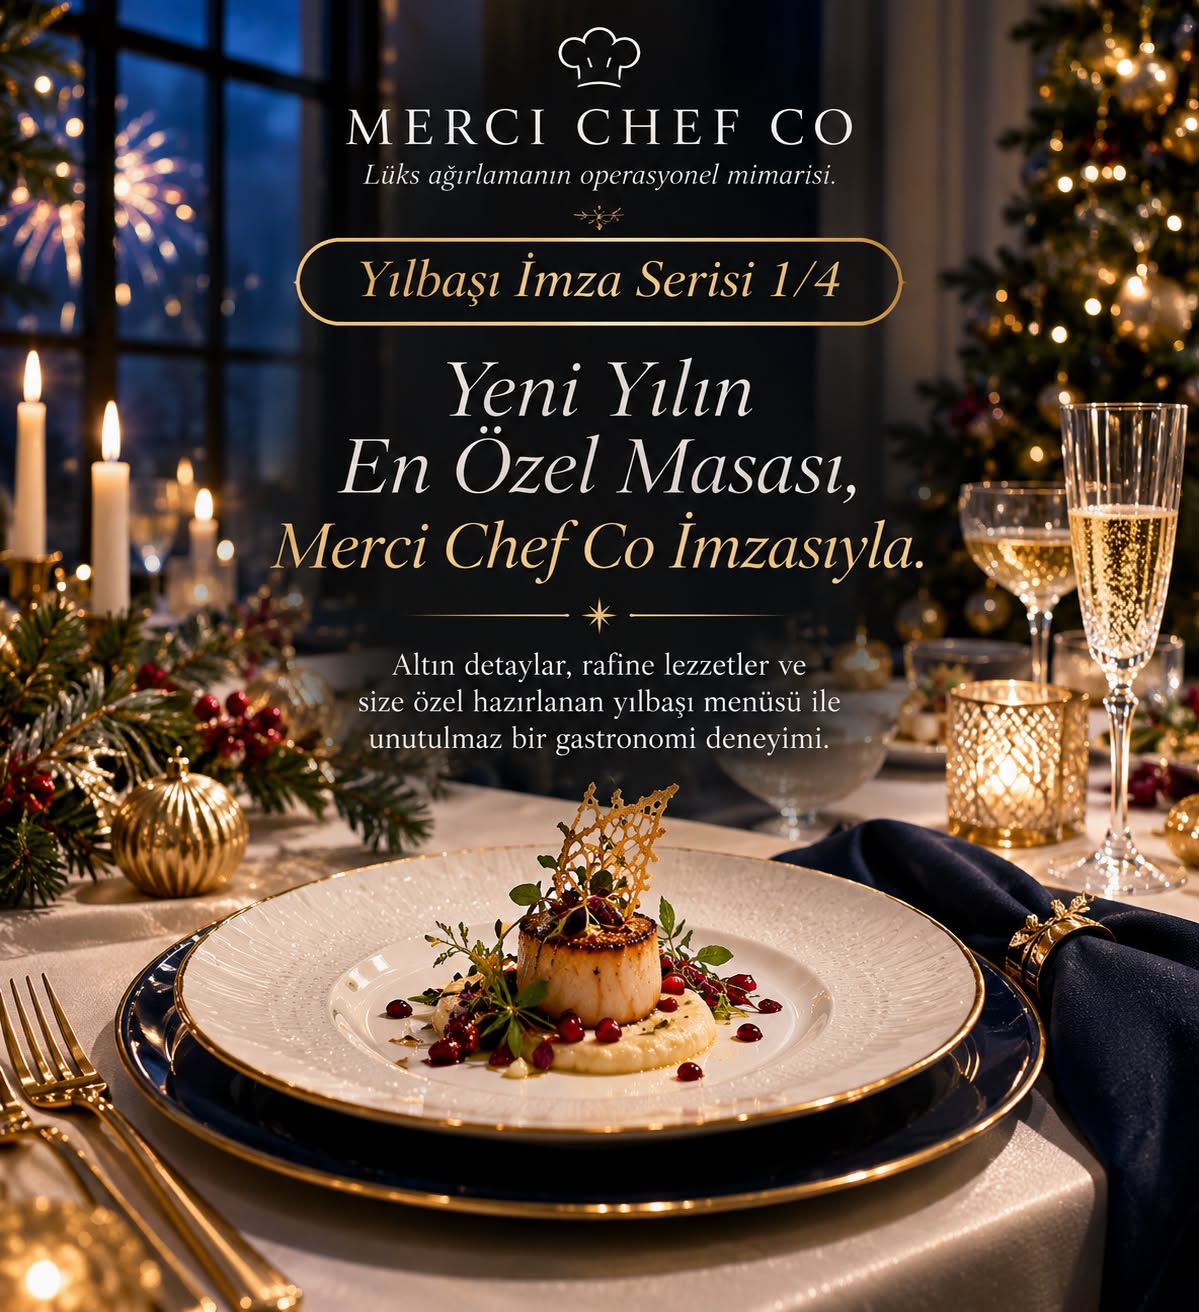 MERCI CHEF CO
Lüks ağırlamanın operasyonel mimarisi.
Yılbaşı İmza Serisi 1/4
Yeni Yılın
En Özel Masası,
Merci Chef Co İmzasıyla.
Altın detaylar, rafine lezzetler ve
size özel hazırlanan yılbaşı menüsü ile
unutulmaz bir gastronomi deneyimi.